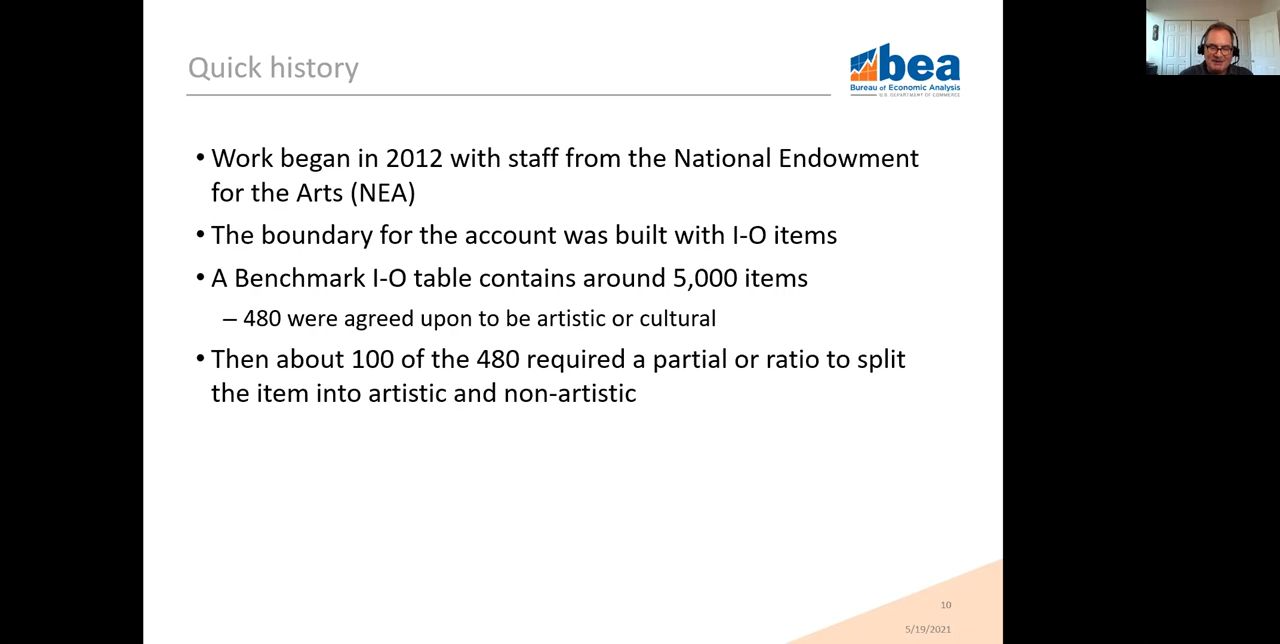 Quick history
bea
Bureau of Economic Analysis
U.S. DEPARTMENT OF COMMERCE
• Work began in 2012 with staff from the National Endowment
for the Arts (NEA)
• The boundary for the account was built with I-O items
• A Benchmark I-O table contains around 5,000 items
– 480 were agreed upon to be artistic or cultural
• Then about 100 of the 480 required a partial or ratio to split
the item into artistic and non-artistic
10
5/19/2021